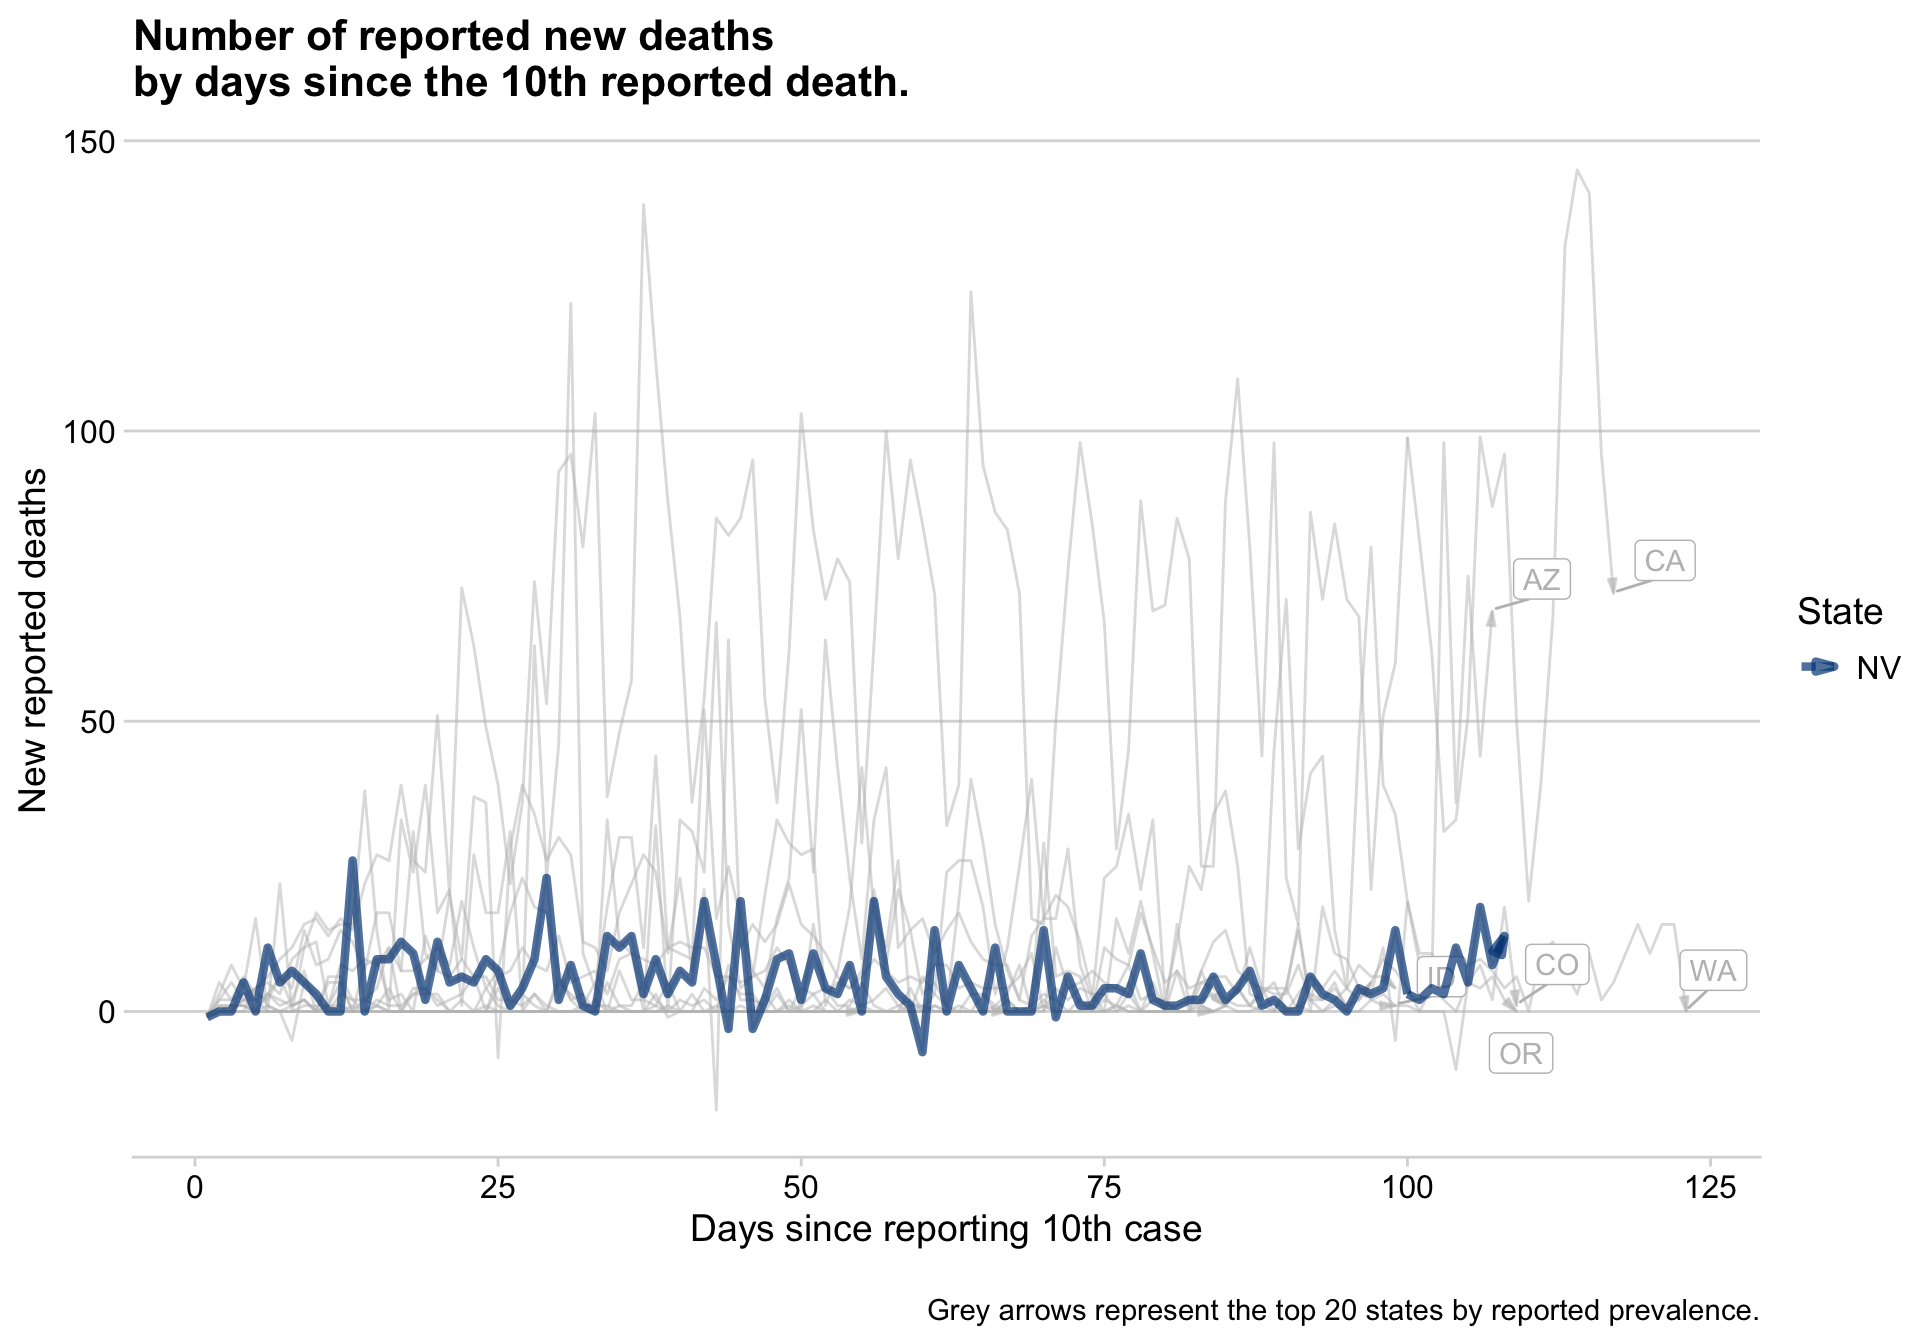 Number of reported new deaths
by days since the 10th reported death.
150
100
50
0
New reported deaths
AZ
CA
ID
CO
WA
OR
State
NV
0 25 50 75 100 125
Days since reporting 10th case
Grey arrows represent the top 20 states by reported prevalence.